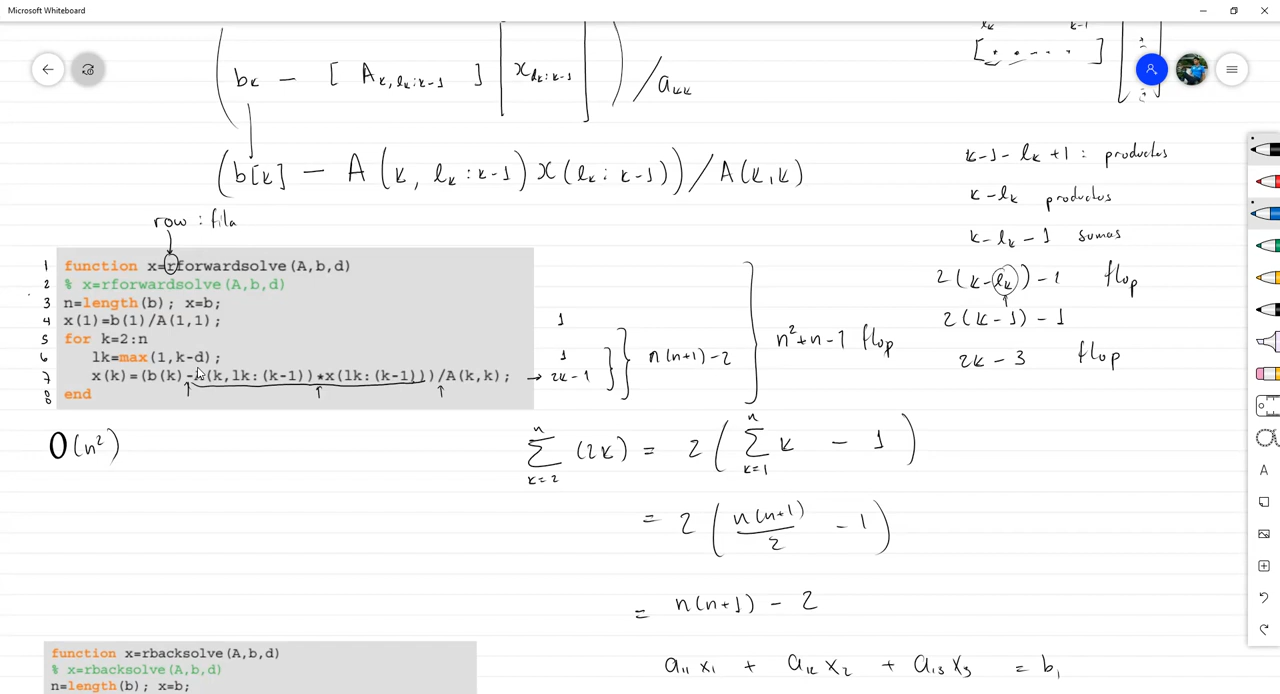 Microsoft Whiteboard
lk k-1
[ · · - - · ]
( bk - [ Ak,lk:k-1 ] [ xlk:k-1 ] ) / akk
(b[k] - A(k, lk:k-1) x(lk:k-1)) / A(k,k)
k-1-lk+1 : productos
k-lk productos
k-lk-1 sumas
2(k-lk)-1 flop
2(k-1)-1
2k-3 flop
row : fila
1 function x=rforwardsolve(A,b,d)
2 % x=rforwardsolve(A,b,d)
3 n=length(b); x=b;
4 x(1)=b(1)/A(1,1); 1
5 for k=2:n
6 lk=max(1,k-d); 1
7 x(k)=(b(k)-A(k,lk:(k-1))*x(lk:(k-1)))/A(k,k); → 2k-1
8 end
n(n+1)-2
n²+n-1 flop
O(n²)
n∑k=2 (2k) = 2 ( n∑k=1 k - 1 )
= 2 ( n(n+1)/2 - 1 )
= n(n+1) - 2
a11 x1 + a12 x2 + a13 x3 = b1
function x=rbacksolve(A,b,d)
% x=rbacksolve(A,b,d)
n=length(b); x=b;
A